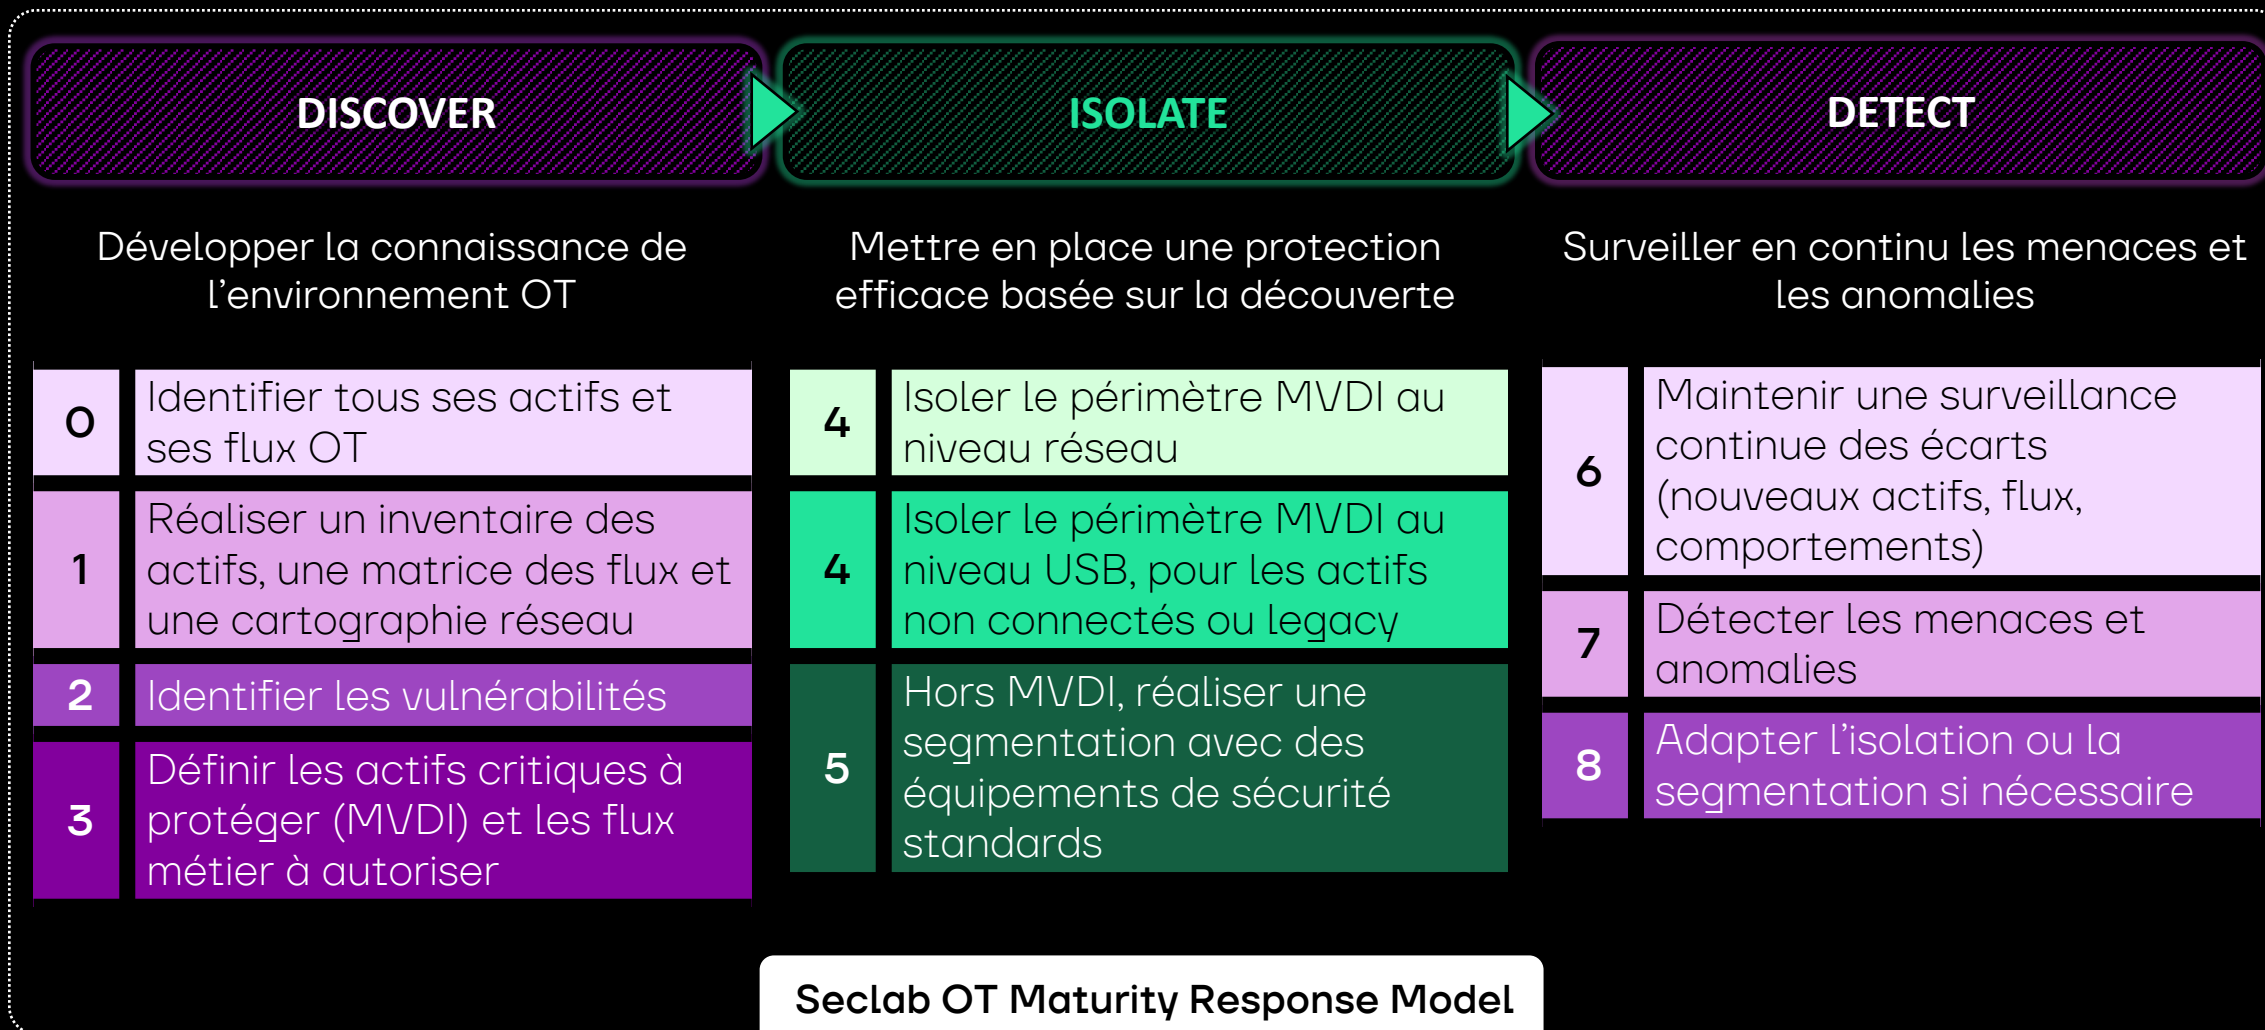 DISCOVER
Développer la connaissance de
l'environnement OT
0
Identifier tous ses actifs et
ses flux OT
1
Réaliser un inventaire des
actifs, une matrice des flux et
une cartographie réseau
2
Identifier les vulnérabilités
3
Définir les actifs critiques à
protéger (MVDI) et les flux
métier à autoriser
ISOLATE
Mettre en place une protection
efficace basée sur la découverte
4
Isoler le périmètre MVDI au
niveau réseau
4
Isoler le périmètre MVDI au
niveau USB, pour les actifs
non connectés ou legacy
5
Hors MVDI, réaliser une
segmentation avec des
équipements de sécurité
standards
DETECT
Surveiller en continu les menaces et
les anomalies
6
Maintenir une surveillance
continue des écarts
(nouveaux actifs, flux,
comportements)
7
Détecter les menaces et
anomalies
8
Adapter l'isolation ou la
segmentation si nécessaire
Seclab OT Maturity Response Model